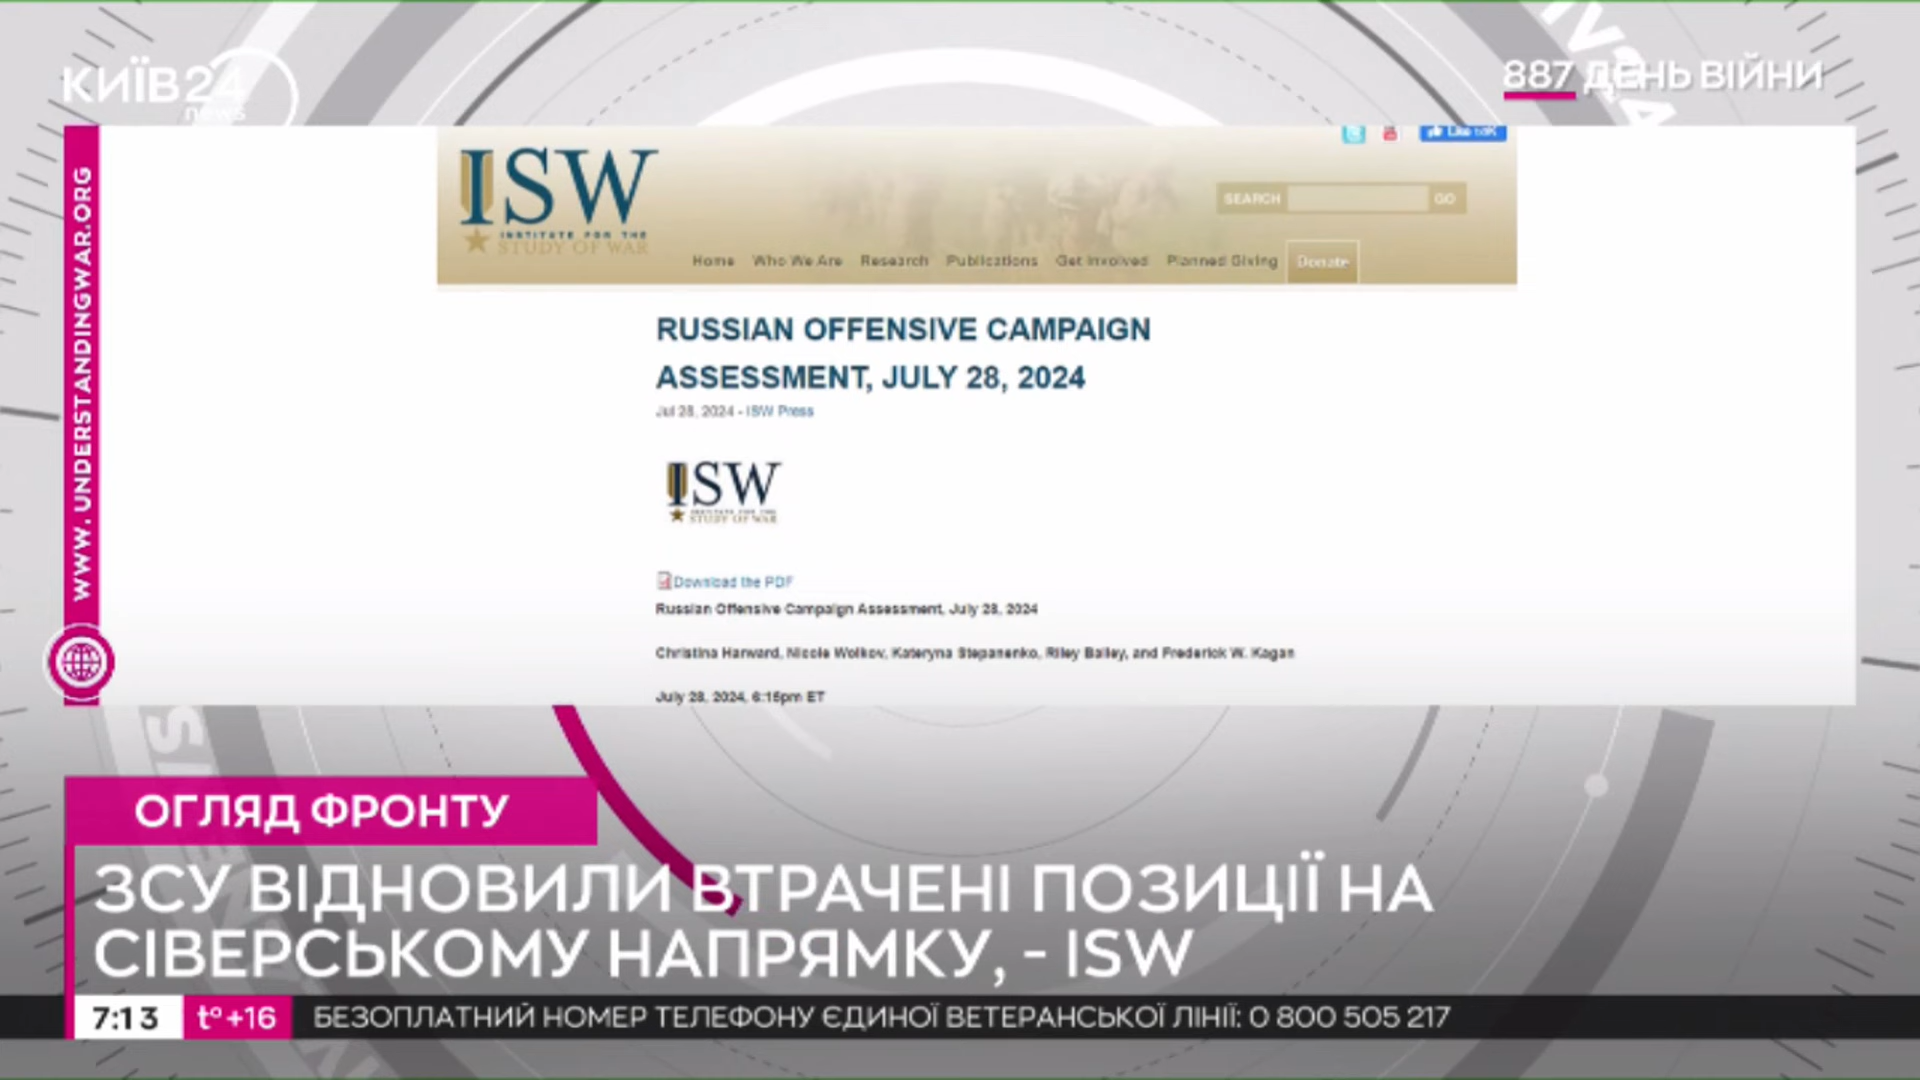 КИЇВ24
news
887 ДЕНЬ ВІЙНИ
WWW.UNDERSTANDINGWAR.ORG
ISW
INSTITUTE FOR THE
STUDY OF WAR
SEARCH
GO
Like
Home Who We Are Research Publications Get Involved Planned Giving Donate
RUSSIAN OFFENSIVE CAMPAIGN
ASSESSMENT, JULY 28, 2024
Jul 28, 2024 - ISW Press
ISW
INSTITUTE FOR THE
STUDY OF WAR
Download the PDF
Russian Offensive Campaign Assessment, July 28, 2024
Christina Harward, Nicole Wolkov, Kateryna Stepanenko, Riley Bailey, and Frederick W. Kagan
July 28, 2024, 6:15pm ET
ОГЛЯД ФРОНТУ
ЗСУ ВІДНОВИЛИ ВТРАЧЕНІ ПОЗИЦІЇ НА
СІВЕРСЬКОМУ НАПРЯМКУ, - ISW
7:13 t°+16 БЕЗОПЛАТНИЙ НОМЕР ТЕЛЕФОНУ ЄДИНОЇ ВЕТЕРАНСЬКОЇ ЛІНІЇ: 0 800 505 217